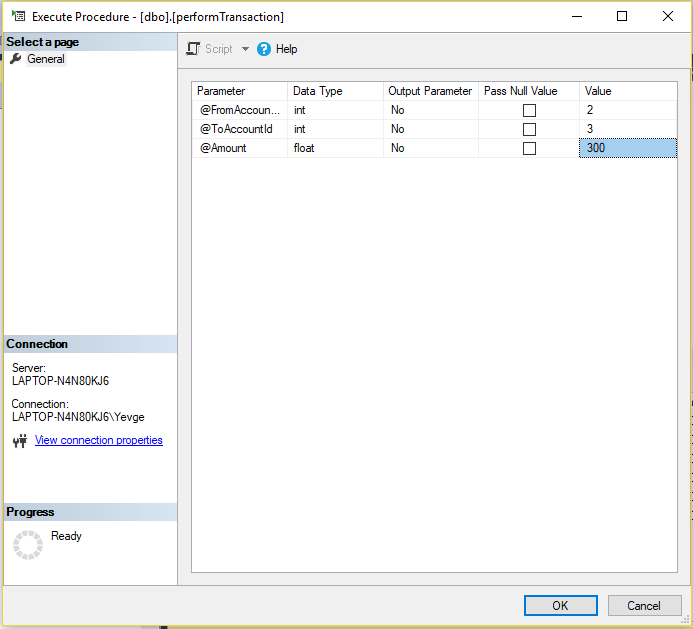 Execute Procedure - [dbo].[performTransaction]
Select a page
General
Script
Help
Parameter Data Type Output Parameter Pass Null Value Value
@FromAccoun... int No 2
@ToAccountId int No 3
@Amount float No 300
Connection
Server:
LAPTOP-N4N80KJ6
Connection:
LAPTOP-N4N80KJ6\Yevge
View connection properties
Progress
Ready
OK Cancel